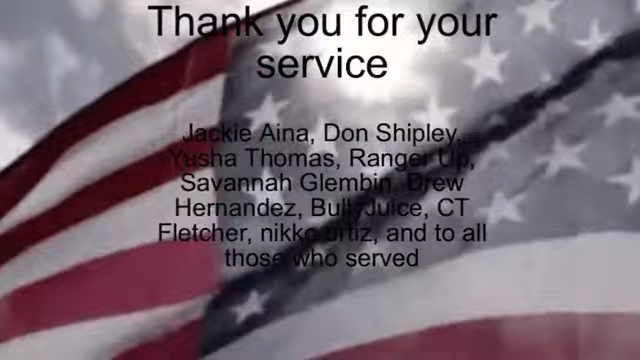 Thank you for your
service
Jackie Aina, Don Shipley,
Yusha Thomas, Ranger Up,
Savannah Glembin, Drew
Hernandez, BullyJuice, CT
Fletcher, nikko ortiz, and to all
those who served